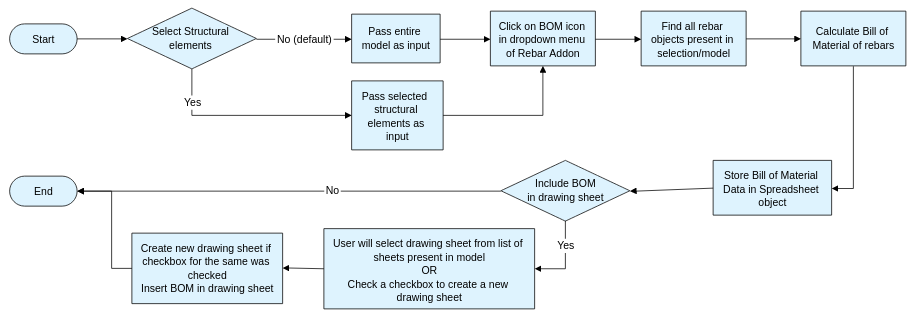 Start
Select Structural
elements
No (default)
Pass entire
model as input
Click on BOM icon
in dropdown menu
of Rebar Addon
Find all rebar
objects present in
selection/model
Calculate Bill of
Material of rebars
Yes
Pass selected
structural
elements as
input
End
No
Include BOM
in drawing sheet
Store Bill of Material
Data in Spreadsheet
object
Yes
Create new drawing sheet if
checkbox for the same was
checked
Insert BOM in drawing sheet
User will select drawing sheet from list of
sheets present in model
OR
Check a checkbox to create a new
drawing sheet